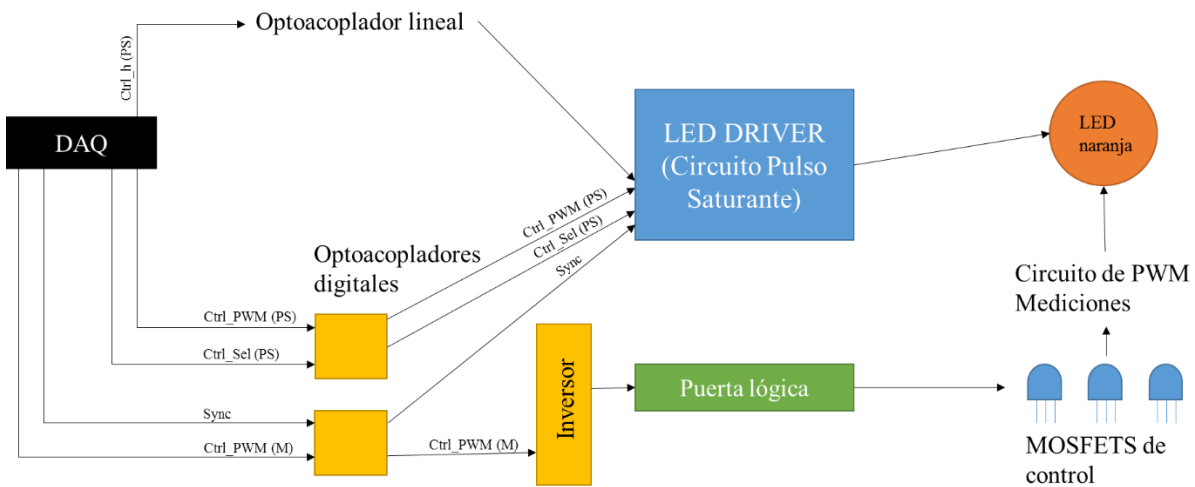 Optoacoplador lineal
Ctrl_h (PS)
DAQ
LED DRIVER
(Circuito Pulso
Saturante)
LED
naranja
Ctrl_PWM (PS)
Ctrl_Sel (PS)
Sync
Optoacopladores
digitales
Circuito de PWM
Mediciones
Ctrl_PWM (PS)
Ctrl_Sel (PS)
Inversor
Puerta lógica
Sync
Ctrl_PWM (M)
Ctrl_PWM (M)
MOSFETS de
control